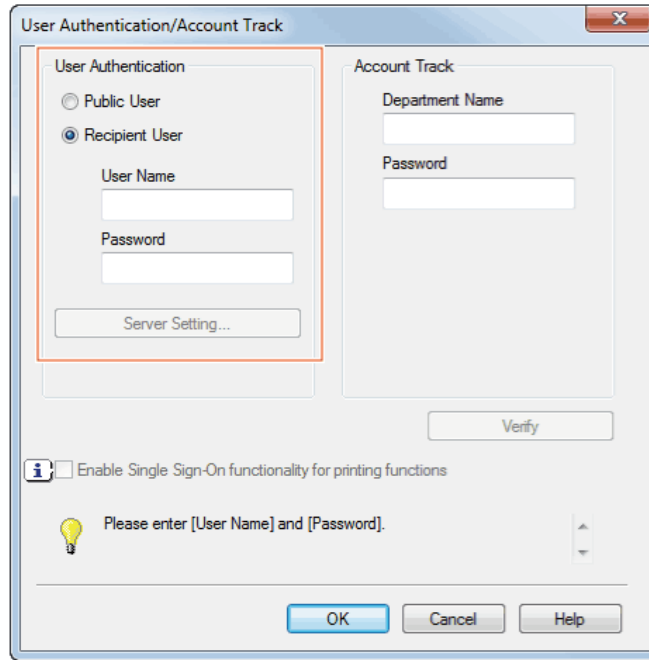 User Authentication/Account Track
User Authentication
Public User
Recipient User
User Name
Password
Server Setting...
Account Track
Department Name
Password
Verify
Enable Single Sign-On functionality for printing functions
Please enter [User Name] and [Password].
OK
Cancel
Help